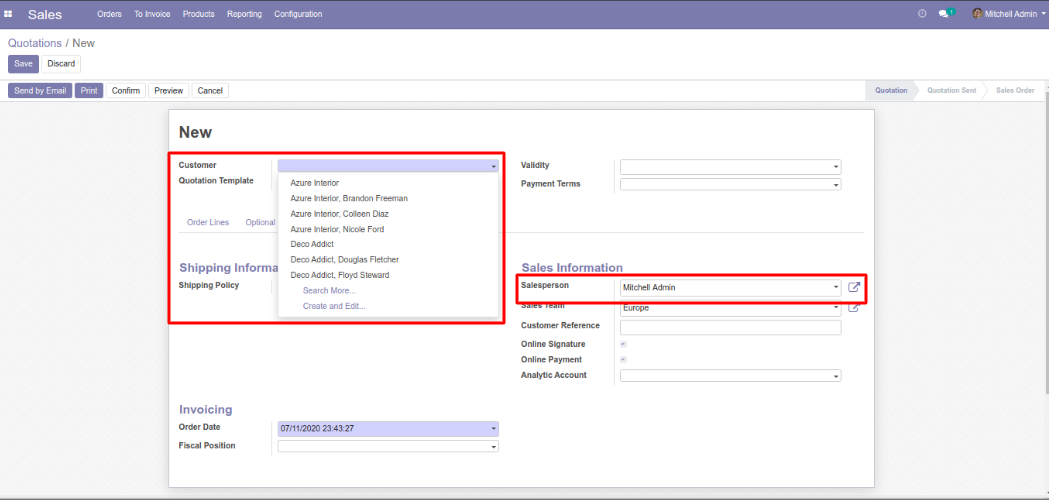 Sales Orders To Invoice Products Reporting Configuration 1 Mitchell Admin
Quotations / New
Save Discard
Send by Email Print Confirm Preview Cancel Quotation Quotation Sent Sales Order
New
Customer
Quotation Template
Azure Interior
Azure Interior, Brandon Freeman
Azure Interior, Colleen Diaz
Azure Interior, Nicole Ford
Deco Addict
Deco Addict, Douglas Fletcher
Deco Addict, Floyd Steward
Search More...
Create and Edit...
Validity
Payment Terms
Order Lines Optional
Shipping Informa
Shipping Policy
Sales Information
Salesperson Mitchell Admin
Sales Team Europe
Customer Reference
Online Signature
Online Payment
Analytic Account
Invoicing
Order Date 07/11/2020 23:43:27
Fiscal Position